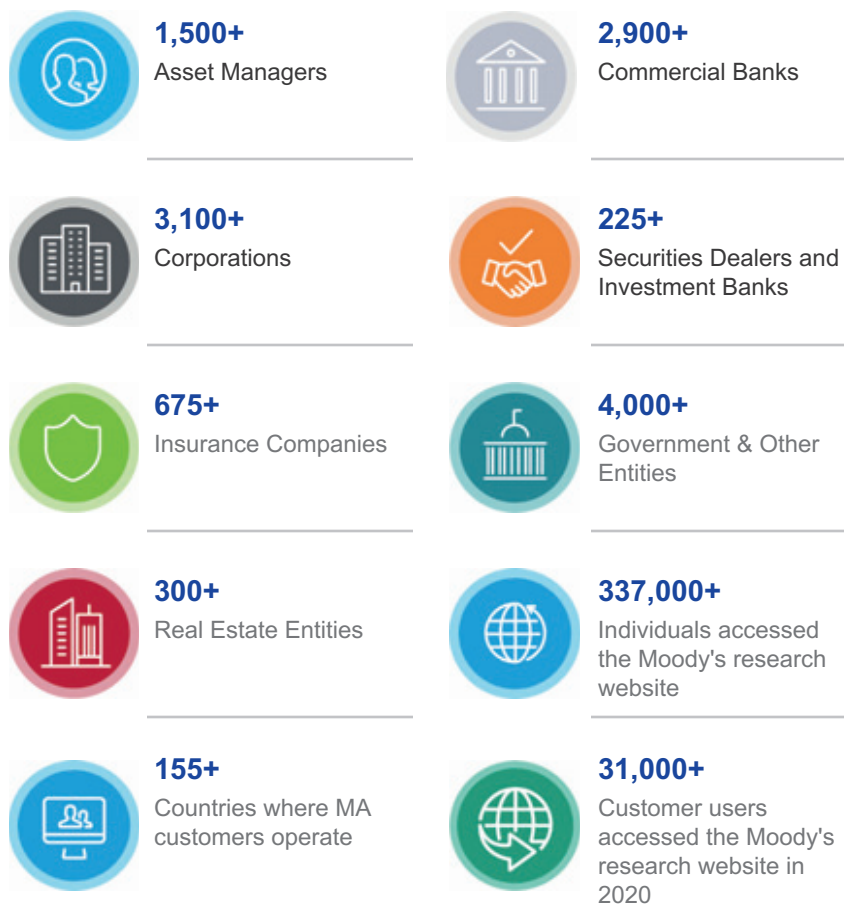 1,500+
Asset Managers
2,900+
Commercial Banks
3,100+
Corporations
225+
Securities Dealers and
Investment Banks
675+
Insurance Companies
4,000+
Government & Other
Entities
300+
Real Estate Entities
337,000+
Individuals accessed
the Moody's research
website
155+
Countries where MA
customers operate
31,000+
Customer users
accessed the Moody's
research website in
2020